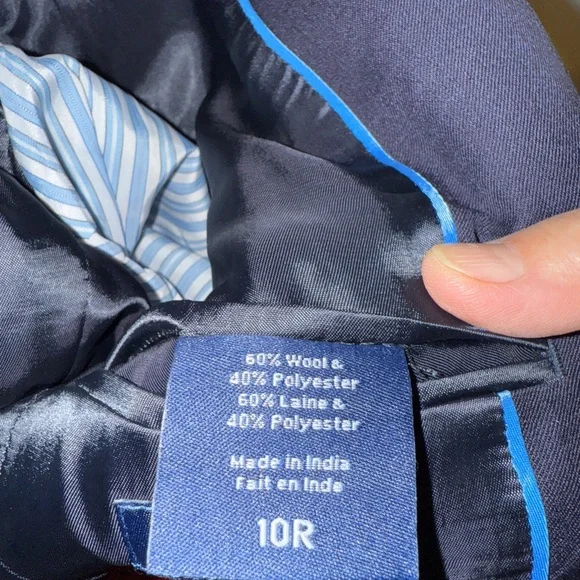 60% Wool &
40% Polyester
60% Laine &
40% Polyester
Made in India
Fait en Inde
10R